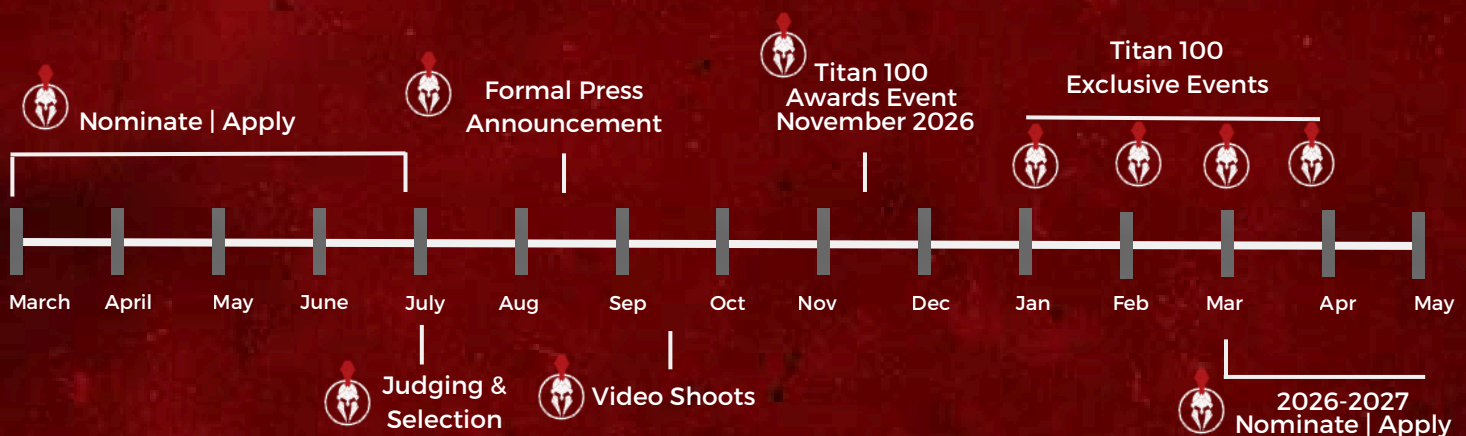 Nominate | Apply
Formal Press
Announcement
Titan 100
Awards Event
November 2026
Titan 100
Exclusive Events
March April May June July Aug Sep Oct Nov Dec Jan Feb Mar Apr May
Judging &
Selection
Video Shoots
2026-2027
Nominate | Apply